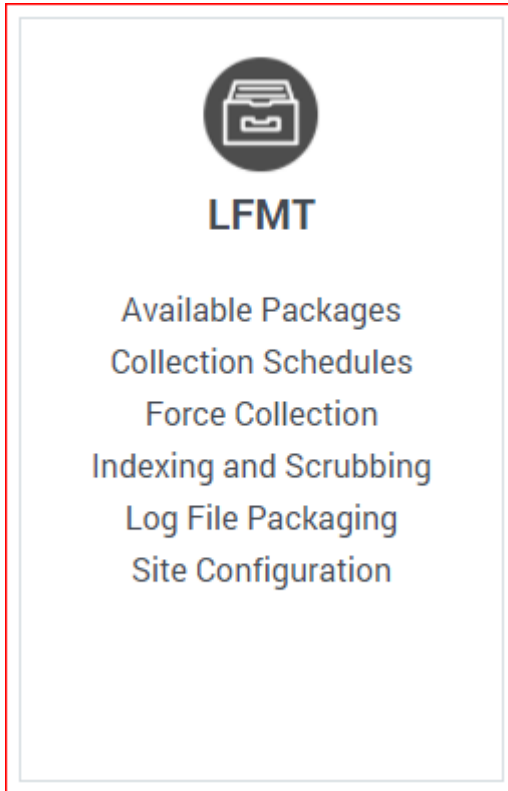 LFMT
Available Packages
Collection Schedules
Force Collection
Indexing and Scrubbing
Log File Packaging
Site Configuration